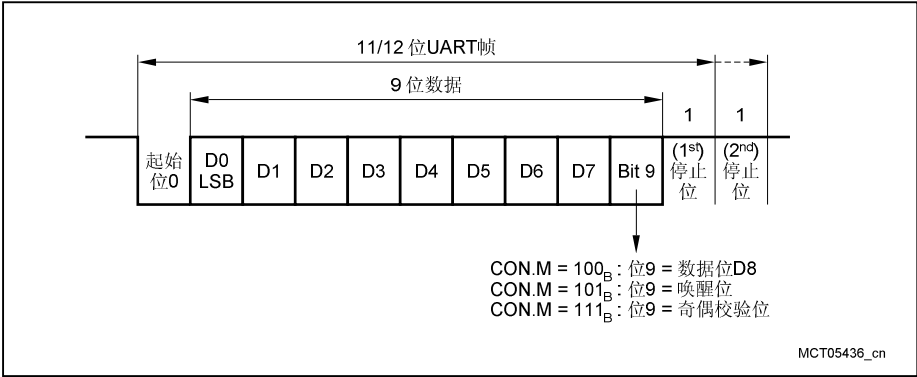 11/12 位UART帧
9 位数据
1 1
起始位0 D0 LSB D1 D2 D3 D4 D5 D6 D7 Bit 9 (1st) 停止位 (2nd) 停止位
CON.M = 100B : 位9 = 数据位D8
CON.M = 101B : 位9 = 唤醒位
CON.M = 111B : 位9 = 奇偶校验位
MCT05436_cn